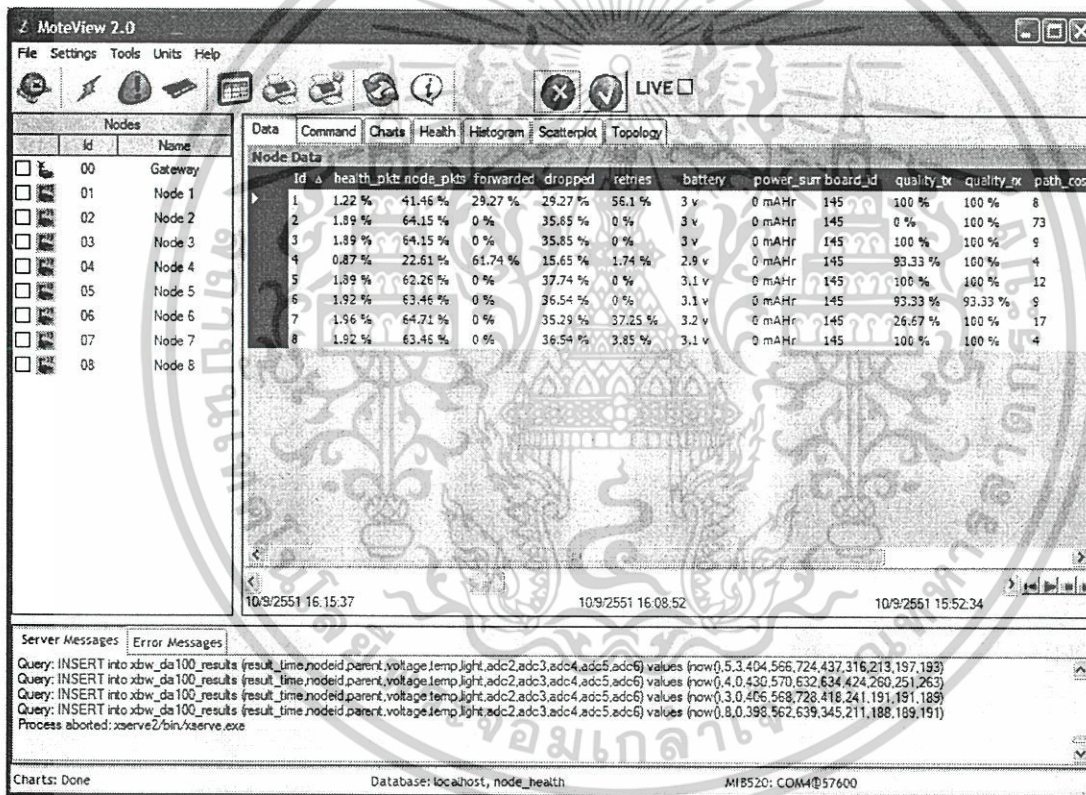 MoteView 2.0
File Settings Tools Units Help
LIVE
Nodes
Id Name
00 Gateway
01 Node 1
02 Node 2
03 Node 3
04 Node 4
05 Node 5
06 Node 6
07 Node 7
08 Node 8
Data Command Charts Health Histogram Scatterplot Topology
Node Data
Id health_pkts node_pkts forwarded dropped retries battery power_sum board_id quality_tx quality_rx path_cos
1 1.22 % 41.46 % 29.27 % 29.27 % 56.1 % 3 v 0 mAHr 145 100 % 100 % 8
2 1.89 % 64.15 % 0 % 35.85 % 0 % 3 v 0 mAHr 145 0 % 100 % 73
3 1.89 % 64.15 % 0 % 35.85 % 0 % 3 v 0 mAHr 145 100 % 100 % 9
4 0.87 % 22.61 % 61.74 % 15.65 % 1.74 % 2.9 v 0 mAHr 145 93.33 % 100 % 4
5 1.89 % 62.26 % 0 % 37.74 % 0 % 3.1 v 0 mAHr 145 100 % 100 % 12
6 1.92 % 63.46 % 0 % 36.54 % 0 % 3.1 v 0 mAHr 145 93.33 % 93.33 % 9
7 1.96 % 64.71 % 0 % 35.29 % 37.25 % 3.2 v 0 mAHr 145 26.67 % 100 % 17
8 1.92 % 63.46 % 0 % 36.54 % 3.85 % 3.1 v 0 mAHr 145 100 % 100 % 4
10/9/2551 16:15:37 10/9/2551 16:08:52 10/9/2551 15:52:34
Server Messages Error Messages
Query: INSERT into xbw_da100_results (result_time,nodeid,parent,voltage,temp,light,adc2,adc3,adc4,adc5,adc6) values (now(),5,3,404,566,724,437,316,213,197,193)
Query: INSERT into xbw_da100_results (result_time,nodeid,parent,voltage,temp,light,adc2,adc3,adc4,adc5,adc6) values (now(),4,0,430,570,632,634,424,260,251,263)
Query: INSERT into xbw_da100_results (result_time,nodeid,parent,voltage,temp,light,adc2,adc3,adc4,adc5,adc6) values (now(),3,0,406,568,728,418,241,191,191,189)
Query: INSERT into xbw_da100_results (result_time,nodeid,parent,voltage,temp,light,adc2,adc3,adc4,adc5,adc6) values (now(),8,0,398,562,639,345,211,188,189,191)
Process aborted: xserve2/bin/xserve.exe
Charts: Done Database: localhost, node_health MIB520: COM4@57600